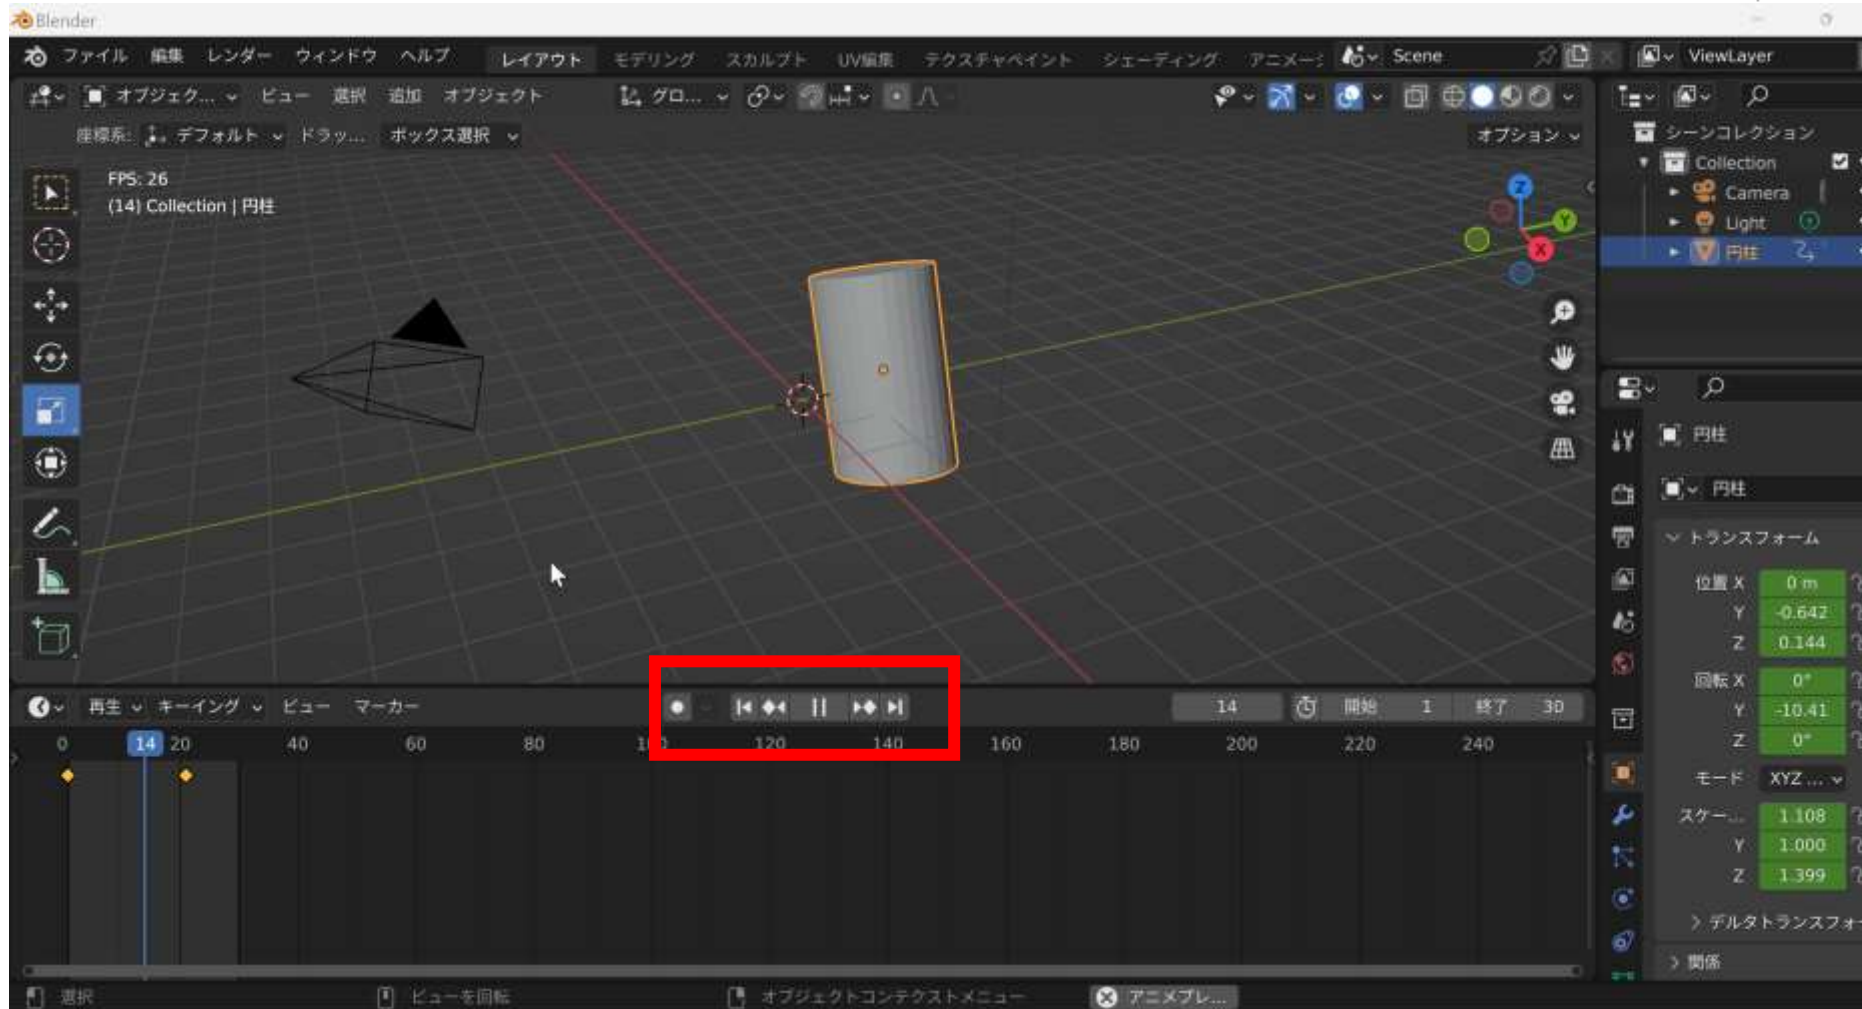 Blender
ファイル 編集 レンダー ウィンドウ ヘルプ レイアウト モデリング スカルプト UV編集 テクスチャペイント シェーディング アニメー Scene ViewLayer
オブジェク... ビュー 選択 追加 オブジェクト グロ...
座標系: デフォルト ドラッ... ボックス選択 オプション
シーンコレクション
Collection
Camera
Light
円柱
FPS: 26
(14) Collection | 円柱
Z
Y
X
円柱
円柱
トランスフォーム
位置 X 0 m
Y -0.642
Z 0.144
回転 X 0°
Y -10.41
Z 0°
モード XYZ ...
スケー... 1.108
Y 1.000
Z 1.399
デルタトランスフォー
関係
再生 キーイング ビュー マーカー 14 開始 1 終了 30
0 14 20 40 60 80 100 120 140 160 180 200 220 240
選択 ビューを回転 オブジェクトコンテクストメニュー アニメプレ...